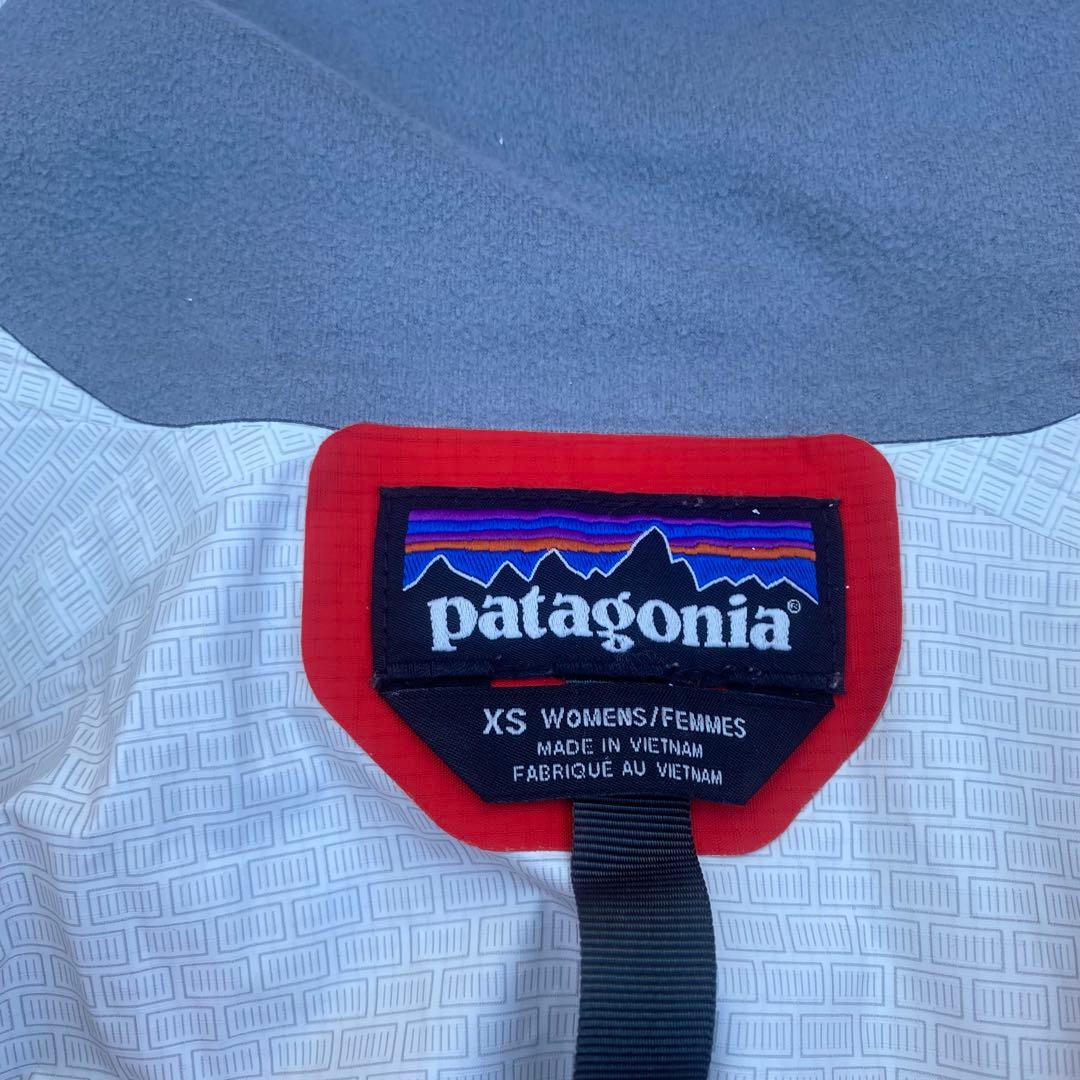 patagonia®
XS WOMENS/FEMMES
MADE IN VIETNAM
FABRIQUÉ AU VIETNAM